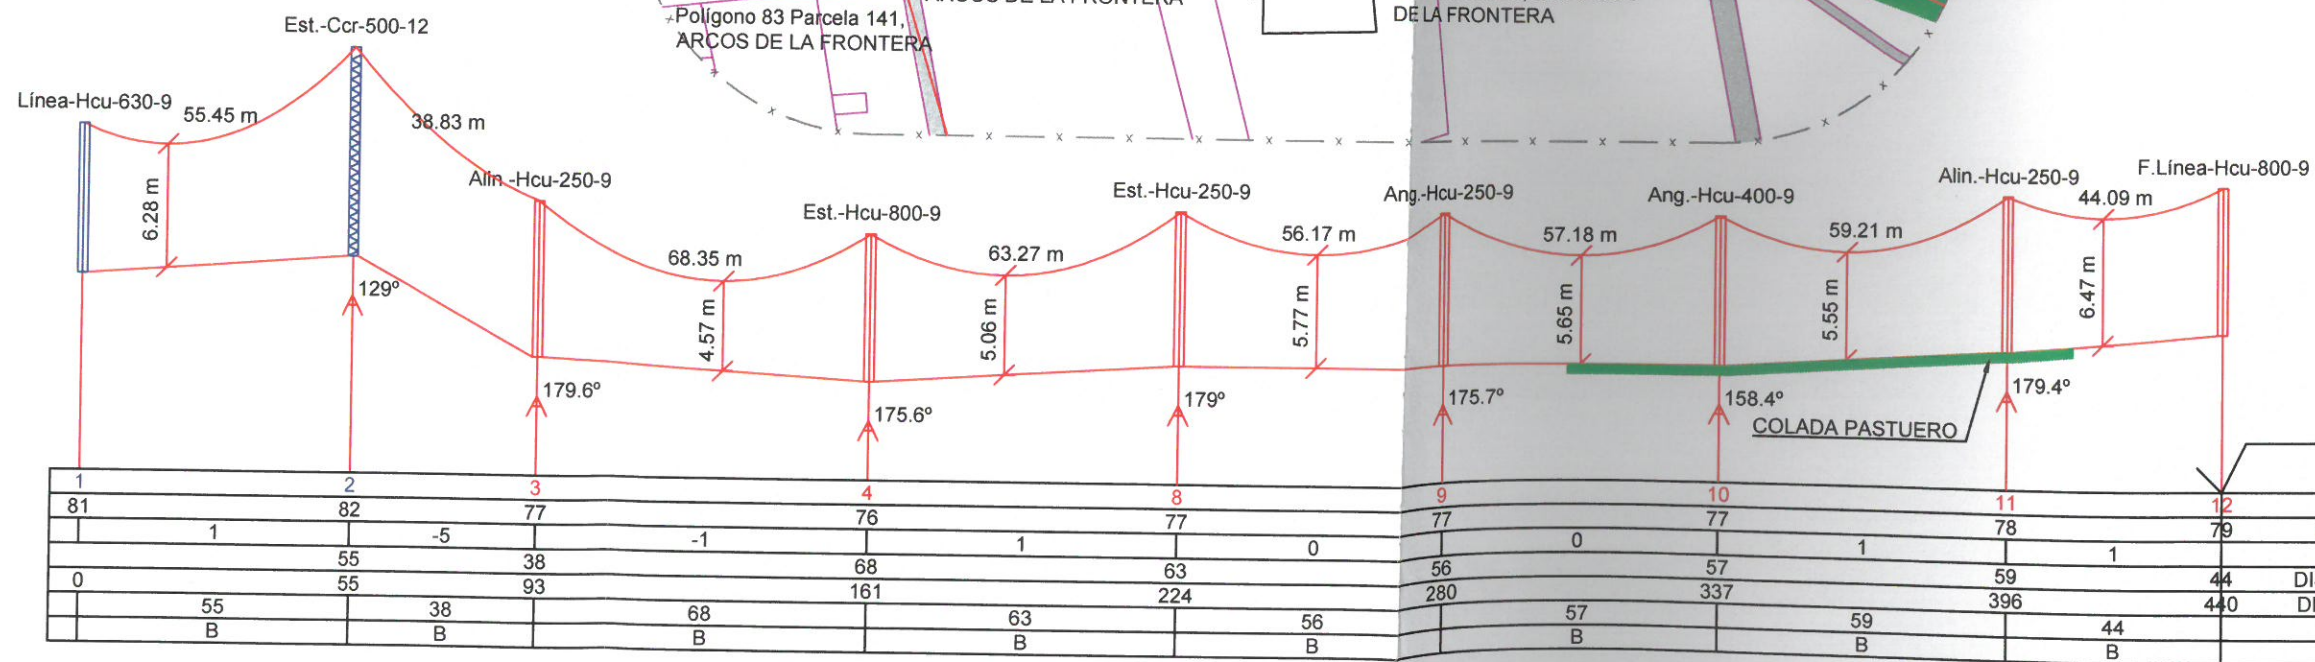 Polígono 83 Parcela 141,
ARCOS DE LA FRONTERA
ARCOS DE LA FRONTERA
DE LA FRONTERA
Est.-Ccr-500-12
Línea-Hcu-630-9
55.45 m
38.83 m
6.28 m
Alin.-Hcu-250-9
Est.-Hcu-800-9
Est.-Hcu-250-9
Ang.-Hcu-250-9
Ang.-Hcu-400-9
Alin.-Hcu-250-9
F.Línea-Hcu-800-9
68.35 m
63.27 m
56.17 m
57.18 m
59.21 m
44.09 m
4.57 m
5.06 m
5.77 m
5.65 m
5.55 m
6.47 m
129º
179.6º
175.6º
179º
175.7º
158.4º
179.4º
COLADA PASTUERO
1 2 3 4 8 9 10 11 12
81 82 77 76 77 77 77 78 79
1 -5 -1 1 0 0 1 1
55 38 68 63 56 57 59 44
0 55 93 161 224 280 337 396 440
55 38 68 63 56 57 59 44
B B B B B B B B